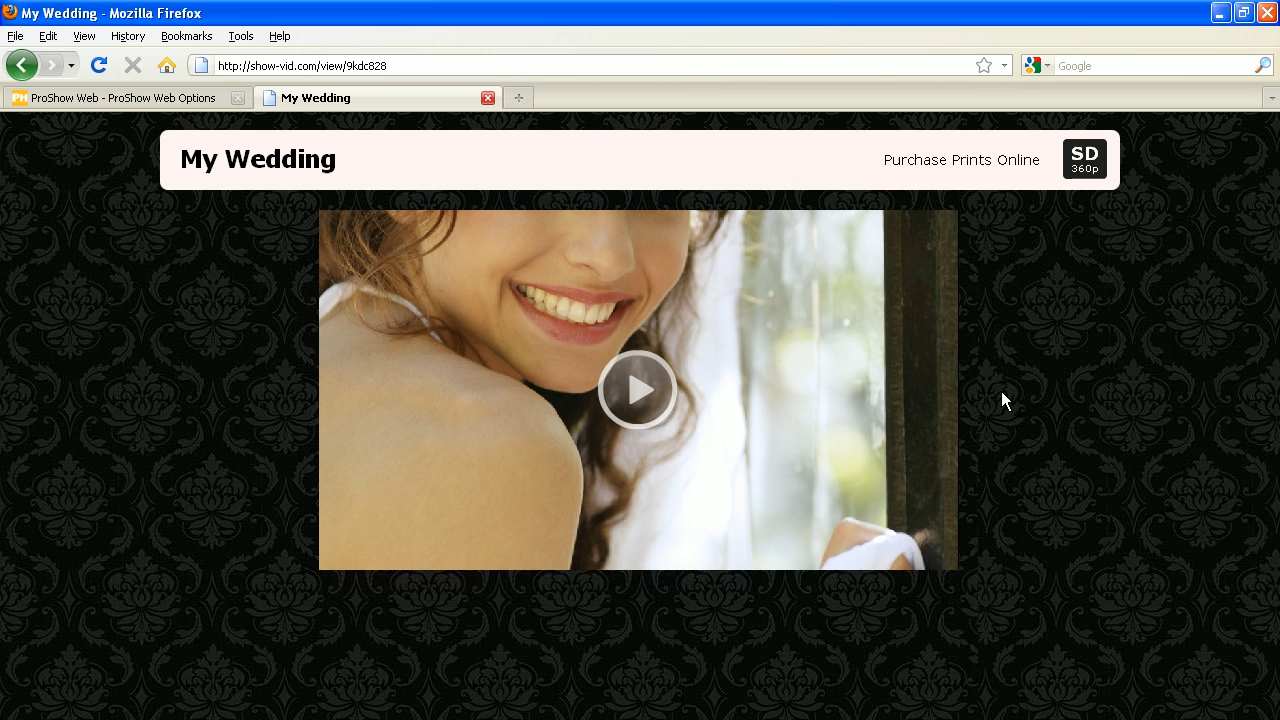 My Wedding - Mozilla Firefox
File Edit View History Bookmarks Tools Help
http://show-vid.com/view/9kdc828
Google
PH ProShow Web - ProShow Web Options
My Wedding
My Wedding
Purchase Prints Online
SD
360p